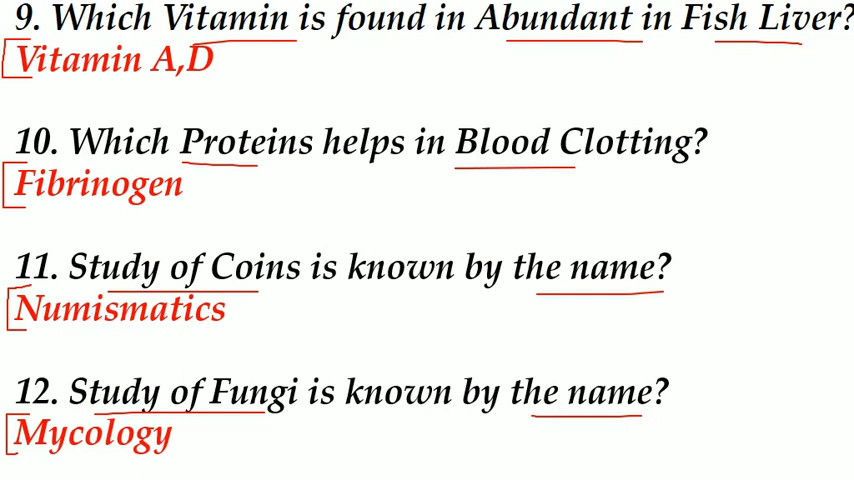 9. Which Vitamin is found in Abundant in Fish Liver?
Vitamin A,D
10. Which Proteins helps in Blood Clotting?
Fibrinogen
11. Study of Coins is known by the name?
Numismatics
12. Study of Fungi is known by the name?
Mycology